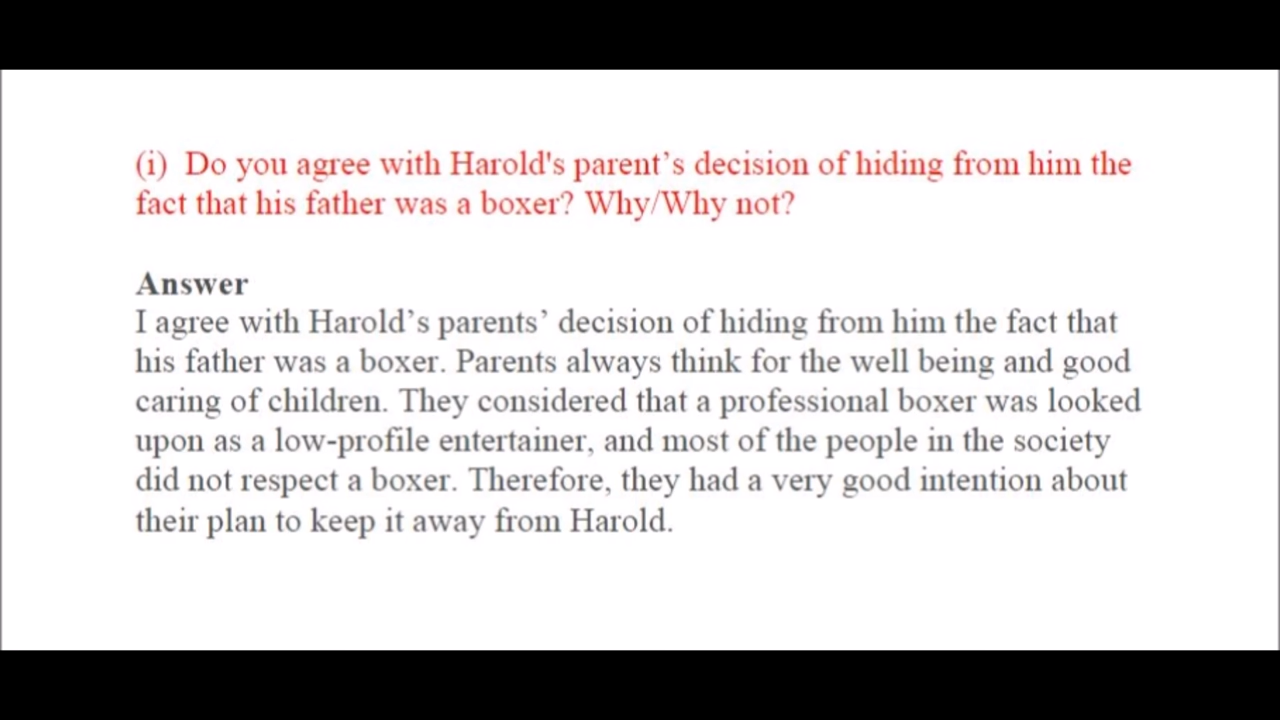 (i)  Do you agree with Harold's parent’s decision of hiding from him the
fact that his father was a boxer? Why/Why not?
Answer
I agree with Harold’s parents’ decision of hiding from him the fact that
his father was a boxer. Parents always think for the well being and good
caring of children. They considered that a professional boxer was looked
upon as a low-profile entertainer, and most of the people in the society
did not respect a boxer. Therefore, they had a very good intention about
their plan to keep it away from Harold.